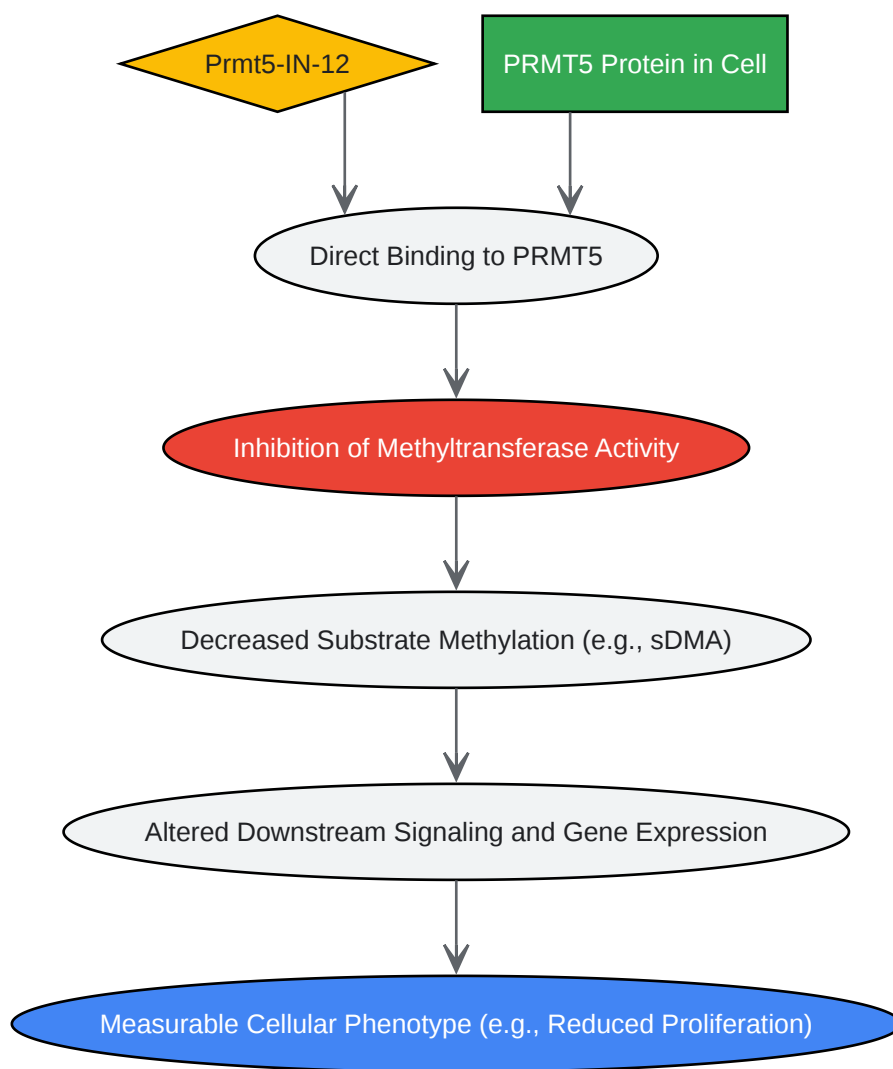 Prmt5-IN-12
PRMT5 Protein in Cell
Direct Binding to PRMT5
Inhibition of Methyltransferase Activity
Decreased Substrate Methylation (e.g., sDMA)
Altered Downstream Signaling and Gene Expression
Measurable Cellular Phenotype (e.g., Reduced Proliferation)